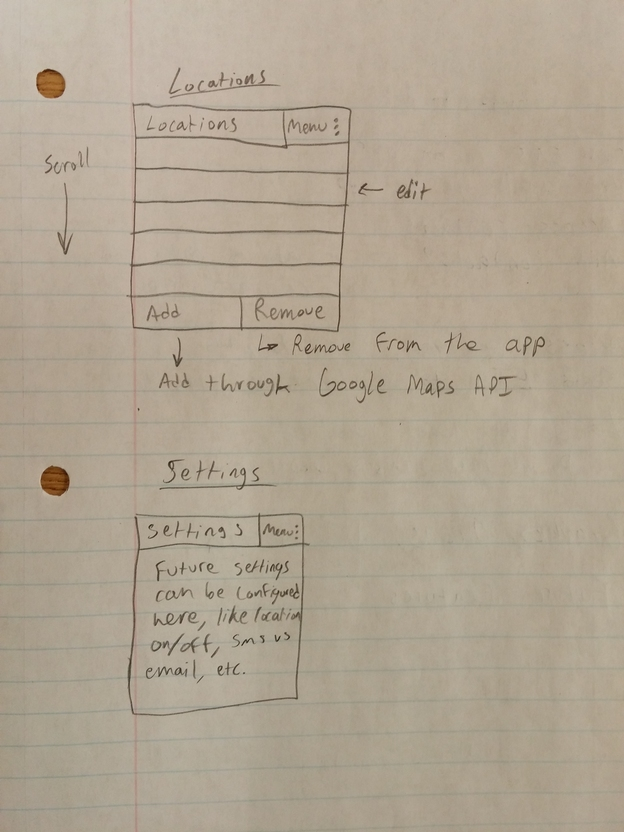 Locations
Locations Menu
Scroll
← edit
Add Remove
↳ Remove from the app
Add through Google Maps API
Settings
Settings Menu
Future settings
can be configured
here, like location
on/off, sms vs
email, etc.